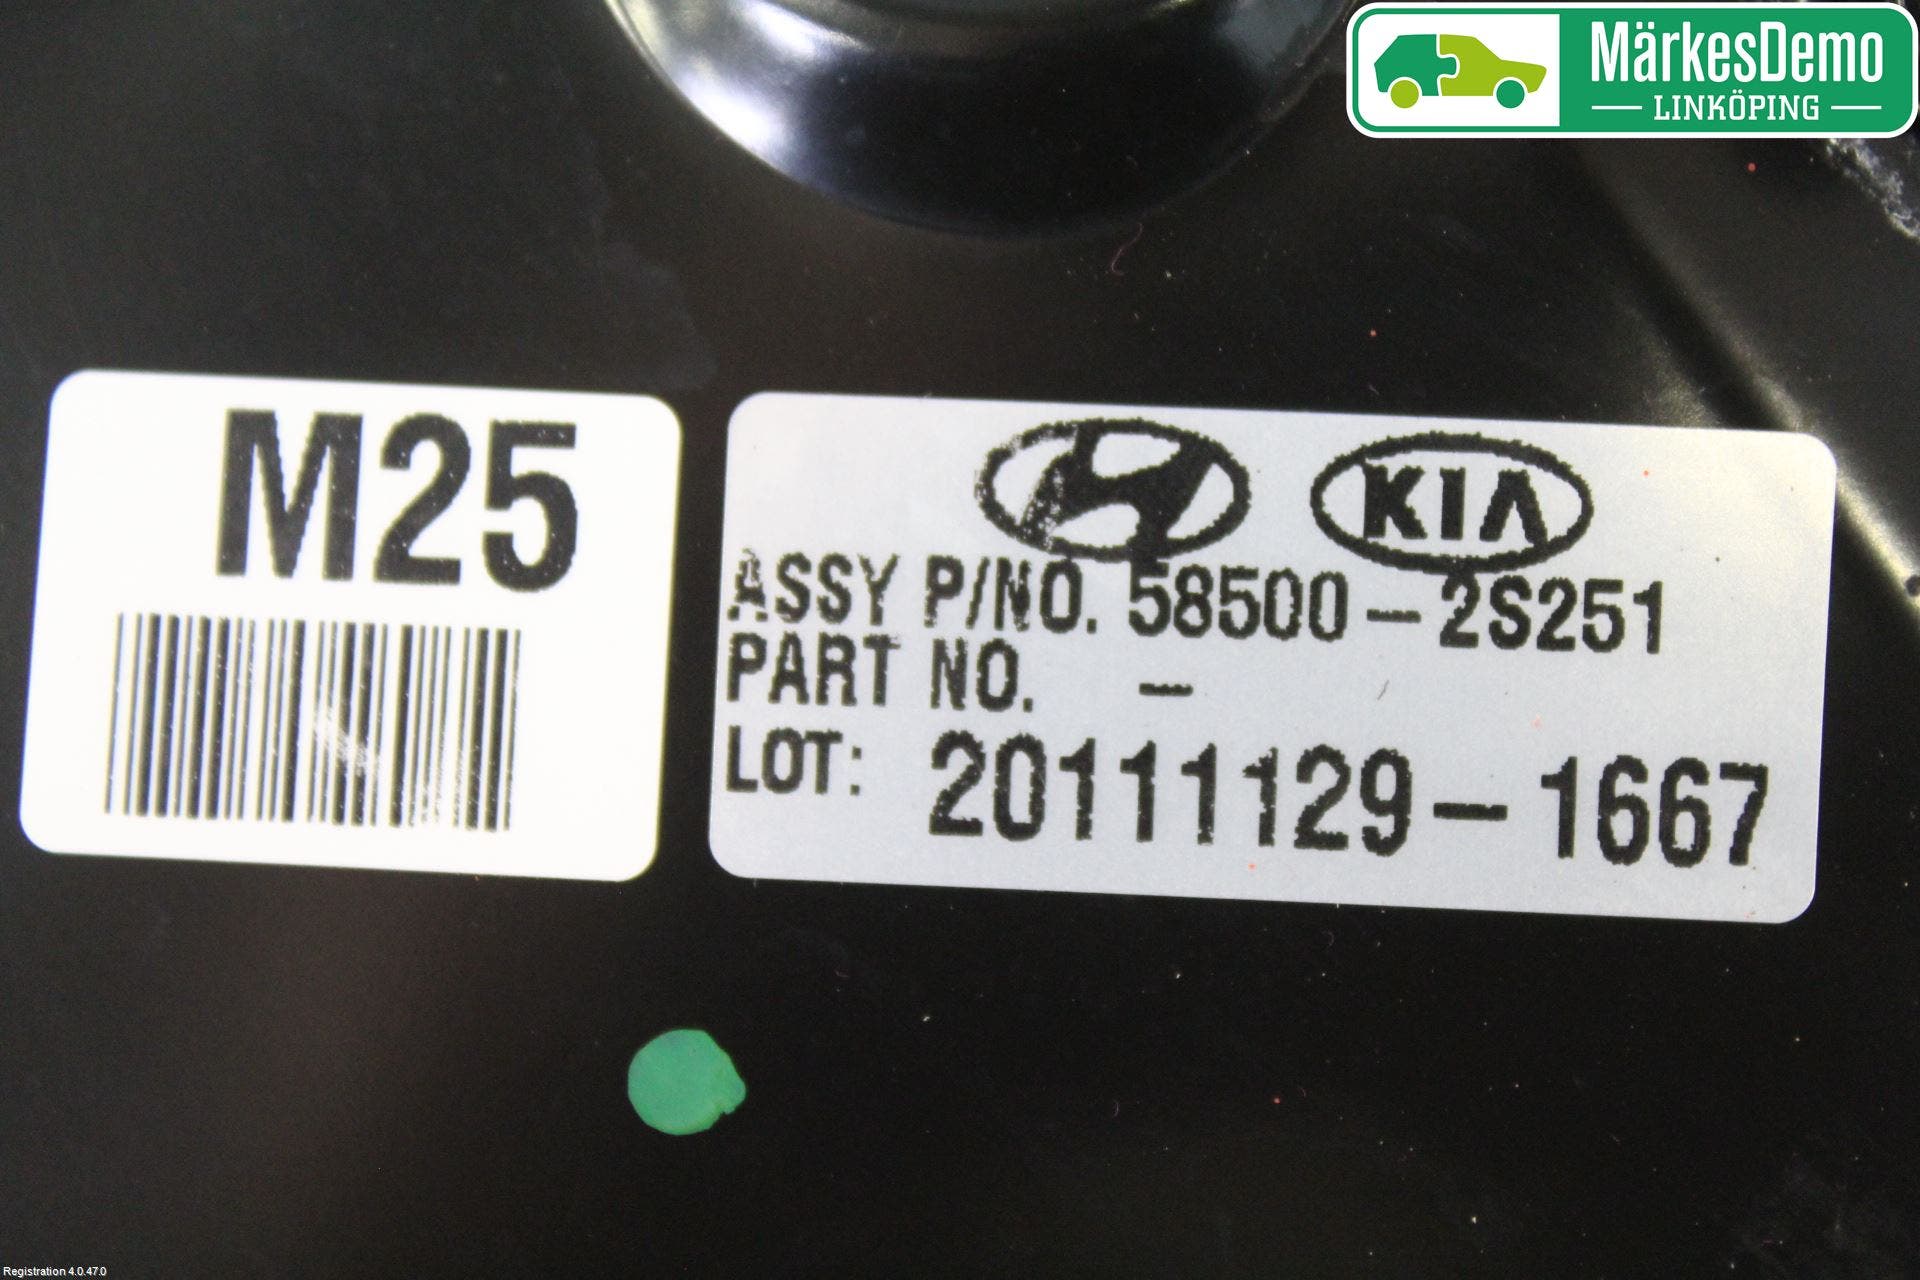 MärkesDemo
LINKÖPING
M25
KIA
ASSY P/NO. 58500-2S251
PART NO. -
LOT: 20111129-1667
Registration 4.0.47.0